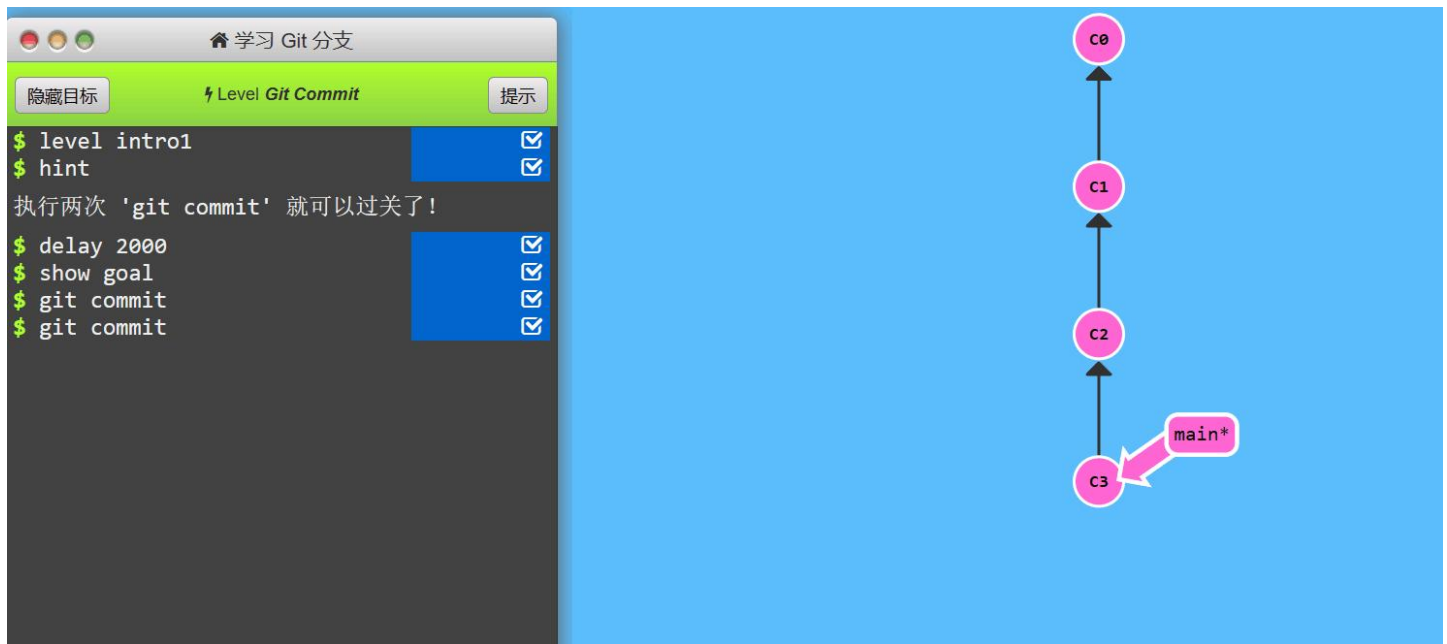 学习 Git 分支
隐藏目标
Level Git Commit
提示
$ level intro1
$ hint
执行两次 'git commit' 就可以过关了!
$ delay 2000
$ show goal
$ git commit
$ git commit
C0
C1
C2
main*
C3